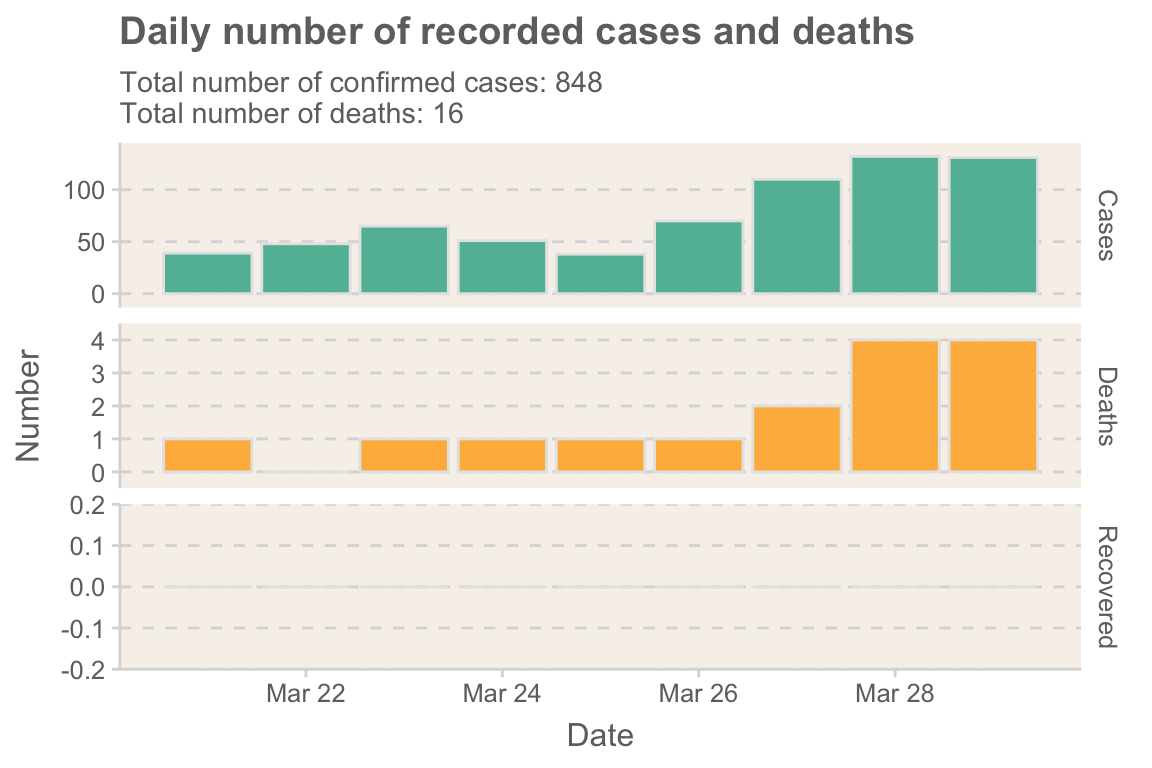 Daily number of recorded cases and deaths
Total number of confirmed cases: 848
Total number of deaths: 16
Number
100
50
0
Cases
4
3
2
1
0
Deaths
0.2
0.1
0.0
-0.1
-0.2
Recovered
Mar 22 Mar 24 Mar 26 Mar 28
Date